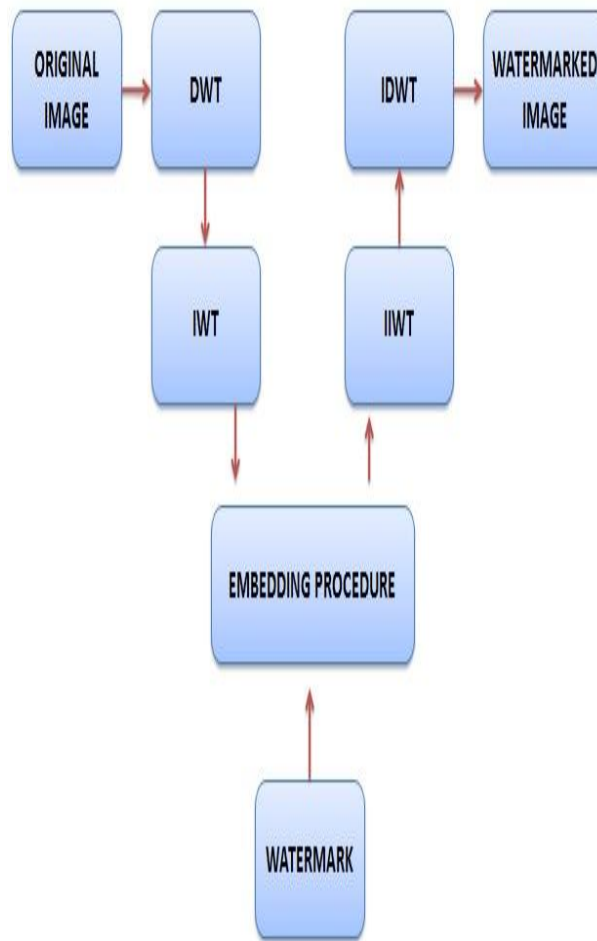 ORIGINAL
IMAGE
DWT
IDWT
WATERMARKED
IMAGE
IWT
IIWT
EMBEDDING PROCEDURE
WATERMARK